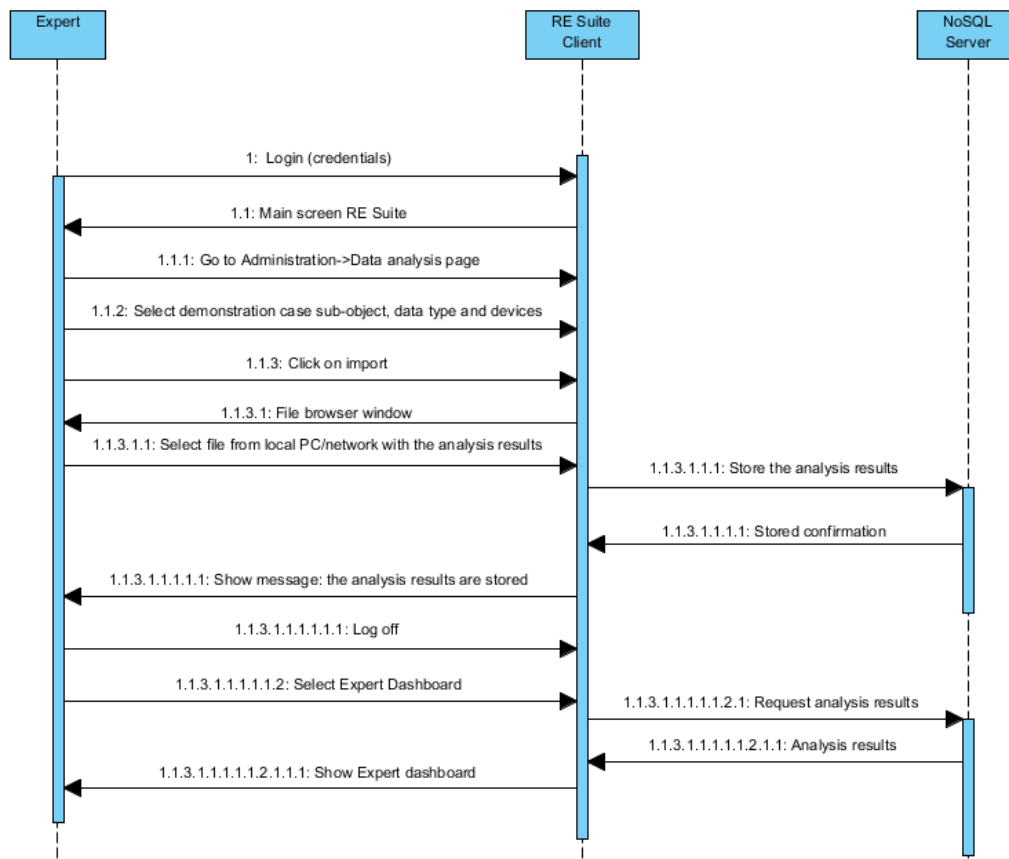 Expert
RE Suite
Client
NoSQL
Server
1: Login (credentials)
1.1: Main screen RE Suite
1.1.1: Go to Administration->Data analysis page
1.1.2: Select demonstration case sub-object, data type and devices
1.1.3: Click on import
1.1.3.1: File browser window
1.1.3.1.1: Select file from local PC/network with the analysis results
1.1.3.1.1.1: Store the analysis results
1.1.3.1.1.1.1: Stored confirmation
1.1.3.1.1.1.1.1: Show message: the analysis results are stored
1.1.3.1.1.1.1.1.1: Log off
1.1.3.1.1.1.1.1.2: Select Expert Dashboard
1.1.3.1.1.1.1.1.2.1: Request analysis results
1.1.3.1.1.1.1.1.2.1.1: Analysis results
1.1.3.1.1.1.1.1.2.1.1.1: Show Expert dashboard